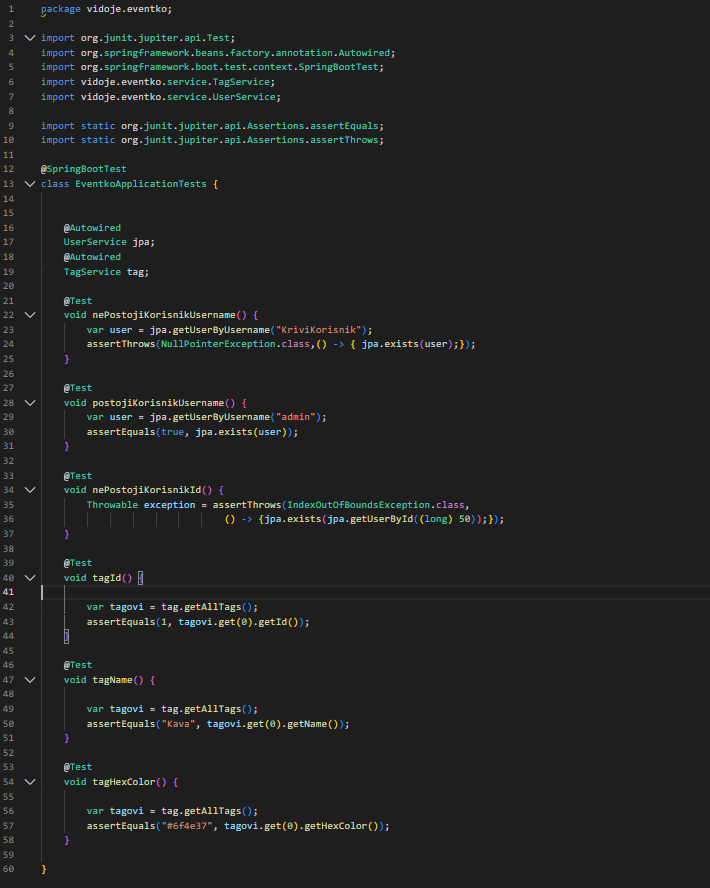 1 package vidoje.eventko;
2
3 import org.junit.jupiter.api.Test;
4 import org.springframework.beans.factory.annotation.Autowired;
5 import org.springframework.boot.test.context.SpringBootTest;
6 import vidoje.eventko.service.TagService;
7 import vidoje.eventko.service.UserService;
8
9 import static org.junit.jupiter.api.Assertions.assertEquals;
10 import static org.junit.jupiter.api.Assertions.assertThrows;
11
12 @SpringBootTest
13 class EventkoApplicationTests {
14
15
16 @Autowired
17 UserService jpa;
18 @Autowired
19 TagService tag;
20
21 @Test
22 void nePostojiKorisnikUsername() {
23 var user = jpa.getUserByUsername("KriviKorisnik");
24 assertThrows(NullPointerException.class,() -> { jpa.exists(user);});
25 }
26
27 @Test
28 void postojiKorisnikUsername() {
29 var user = jpa.getUserByUsername("admin");
30 assertEquals(true, jpa.exists(user));
31 }
32
33 @Test
34 void nePostojiKorisnikId() {
35 Throwable exception = assertThrows(IndexOutOfBoundsException.class,
36 () -> {jpa.exists(jpa.getUserById((long) 50));});
37 }
38
39 @Test
40 void tagId() {
41
42 var tagovi = tag.getAllTags();
43 assertEquals(1, tagovi.get(0).getId());
44 }
45
46 @Test
47 void tagName() {
48
49 var tagovi = tag.getAllTags();
50 assertEquals("Kava", tagovi.get(0).getName());
51 }
52
53 @Test
54 void tagHexColor() {
55
56 var tagovi = tag.getAllTags();
57 assertEquals("#6f4e37", tagovi.get(0).getHexColor());
58 }
59
60 }